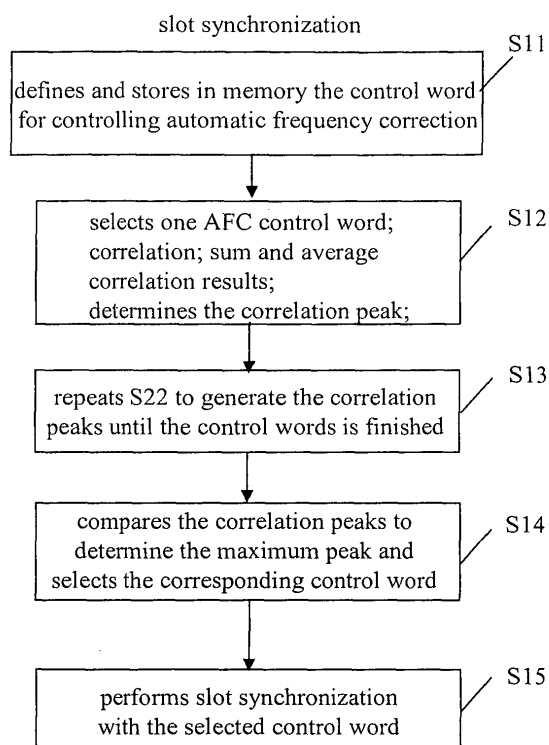 slot synchronization
S11
defines and stores in memory the control word
for controlling automatic frequency correction
S12
selects one AFC control word;
correlation; sum and average
correlation results;
determines the correlation peak;
S13
repeats S22 to generate the correlation
peaks until the control words is finished
S14
compares the correlation peaks to
determine the maximum peak and
selects the corresponding control word
S15
performs slot synchronization
with the selected control word